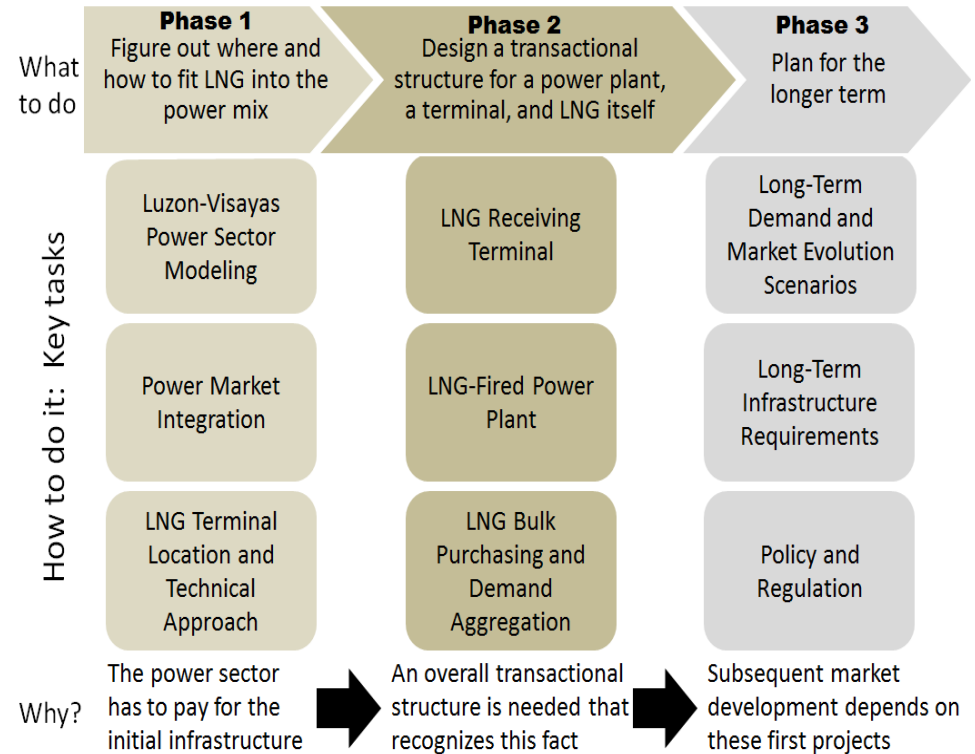 What
to do
Phase 1
Figure out where and
how to fit LNG into the
power mix
Phase 2
Design a transactional
structure for a power plant,
a terminal, and LNG itself
Phase 3
Plan for the
longer term
How to do it: Key tasks
Luzon-Visayas
Power Sector
Modeling
LNG Receiving
Terminal
Long-Term
Demand and
Market Evolution
Scenarios
Power Market
Integration
LNG-Fired Power
Plant
Long-Term
Infrastructure
Requirements
LNG Terminal
Location and
Technical
Approach
LNG Bulk
Purchasing and
Demand
Aggregation
Policy and
Regulation
Why?
The power sector
has to pay for the
initial infrastructure
An overall transactional
structure is needed that
recognizes this fact
Subsequent market
development depends on
these first projects